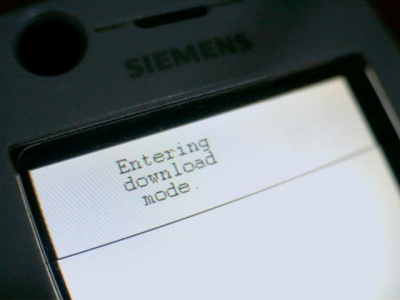 SIEMENS
Entering
download
mode.